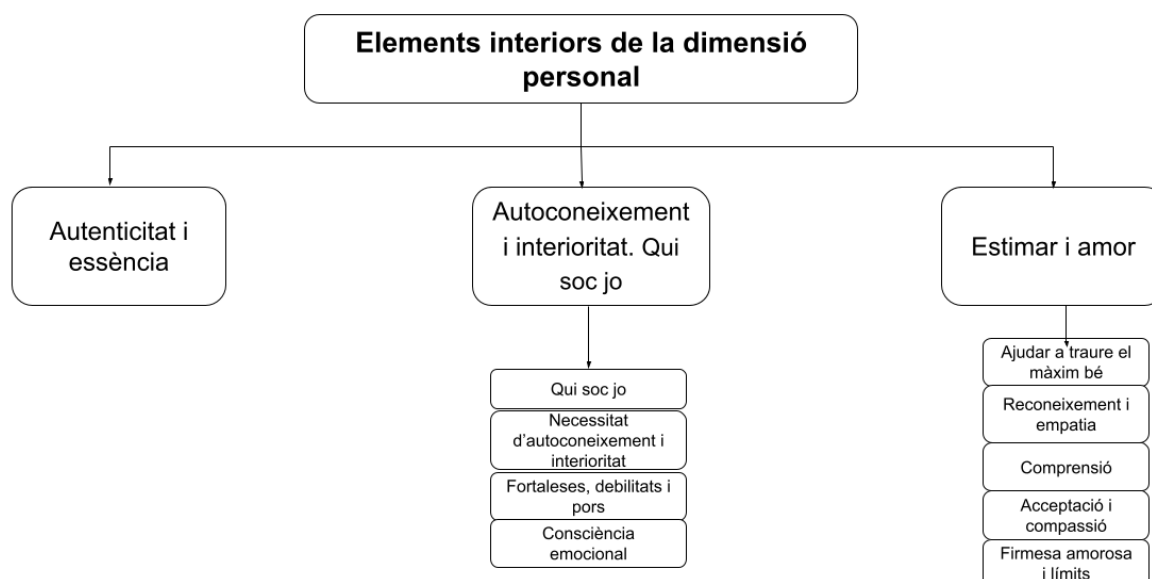 Elements interiors de la dimensió
personal
Autenticitat i
essència
Autoconeixement
i interioritat. Qui
soc jo
Estimar i amor
Qui soc jo
Necessitat
d'autoconeixement i
interioritat
Fortaleses, debilitats i
pors
Consciència
emocional
Ajudar a traure el
màxim bé
Reconeixement i
empatia
Comprensió
Acceptació i
compassió
Firmesa amorosa
i límits